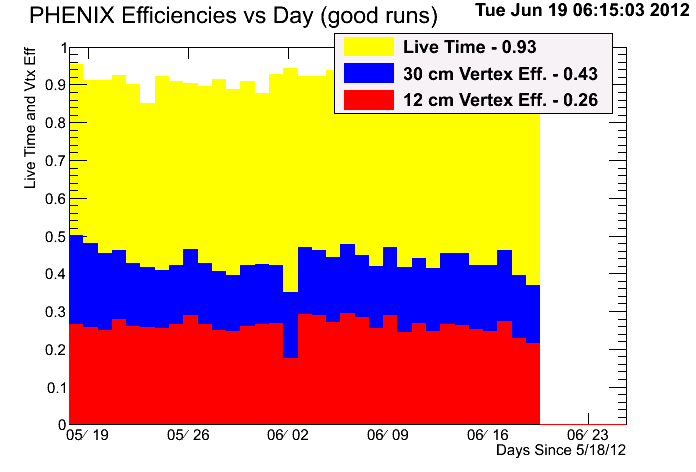 PHENIX Efficiencies vs Day (good runs)
Tue Jun 19 06:15:03 2012
Live Time and Vtx Eff
1
0.9
0.8
0.7
0.6
0.5
0.4
0.3
0.2
0.1
0
Live Time - 0.93
30 cm Vertex Eff. - 0.43
12 cm Vertex Eff. - 0.26
05/ 19 05/ 26 06/ 02 06/ 09 06/ 16 06/ 23
Days Since 5/18/12